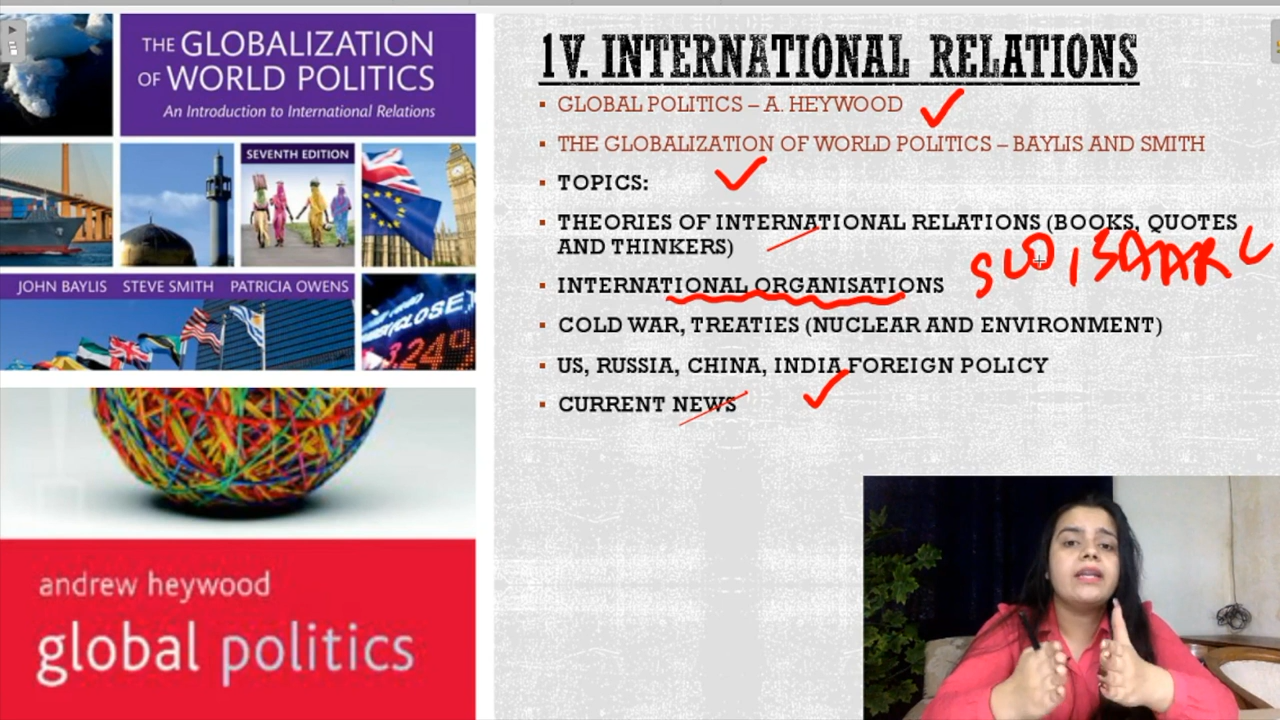 THE GLOBALIZATION
OF WORLD POLITICS
An Introduction to International Relations
SEVENTH EDITION
JOHN BAYLIS STEVE SMITH PATRICIA OWENS
CLOSE
andrew heywood
global politics
1V. INTERNATIONAL RELATIONS
▪ GLOBAL POLITICS – A. HEYWOOD
▪ THE GLOBALIZATION OF WORLD POLITICS – BAYLIS AND SMITH
▪ TOPICS:
▪ THEORIES OF INTERNATIONAL RELATIONS (BOOKS, QUOTES
AND THINKERS)
▪ INTERNATIONAL ORGANISATIONS
SAARC
▪ COLD WAR, TREATIES (NUCLEAR AND ENVIRONMENT)
▪ US, RUSSIA, CHINA, INDIA FOREIGN POLICY
▪ CURRENT NEWS